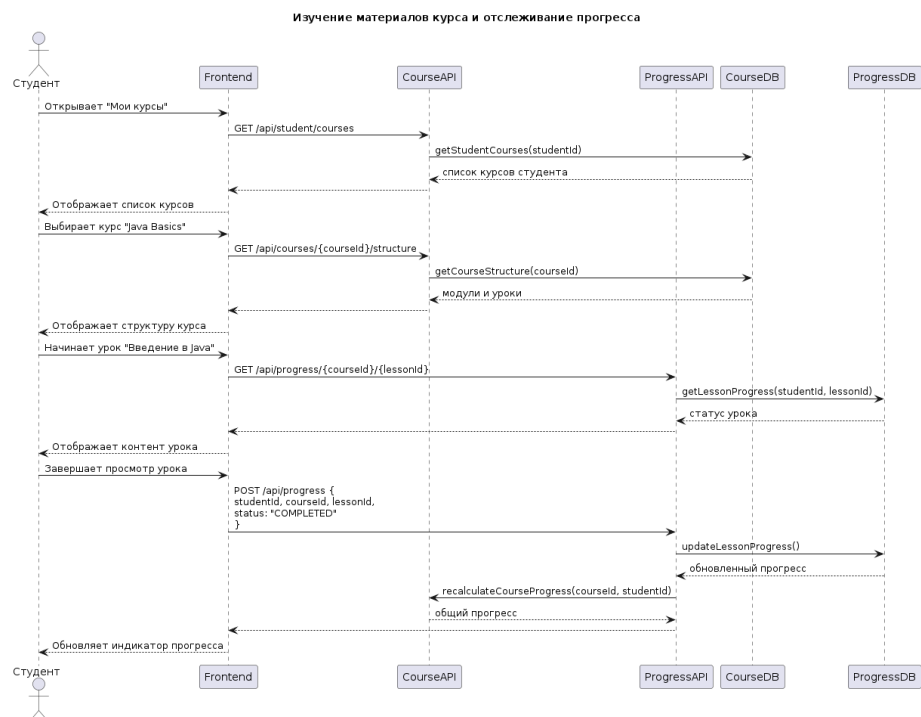 Изучение материалов курса и отслеживание прогресса
Студент
Frontend
CourseAPI
ProgressAPI
CourseDB
ProgressDB
Открывает "Мои курсы"
GET /api/student/courses
getStudentCourses(studentId)
список курсов студента
Отображает список курсов
Выбирает курс "Java Basics"
GET /api/courses/{courseId}/structure
getCourseStructure(courseId)
модули и уроки
Отображает структуру курса
Начинает урок "Введение в Java"
GET /api/progress/{courseId}/{lessonId}
getLessonProgress(studentId, lessonId)
статус урока
Отображает контент урока
Завершает просмотр урока
POST /api/progress {
studentId, courseId, lessonId,
status: "COMPLETED"
}
updateLessonProgress()
обновленный прогресс
recalculateCourseProgress(courseId, studentId)
общий прогресс
Обновляет индикатор прогресса
Студент
Frontend
CourseAPI
ProgressAPI
CourseDB
ProgressDB